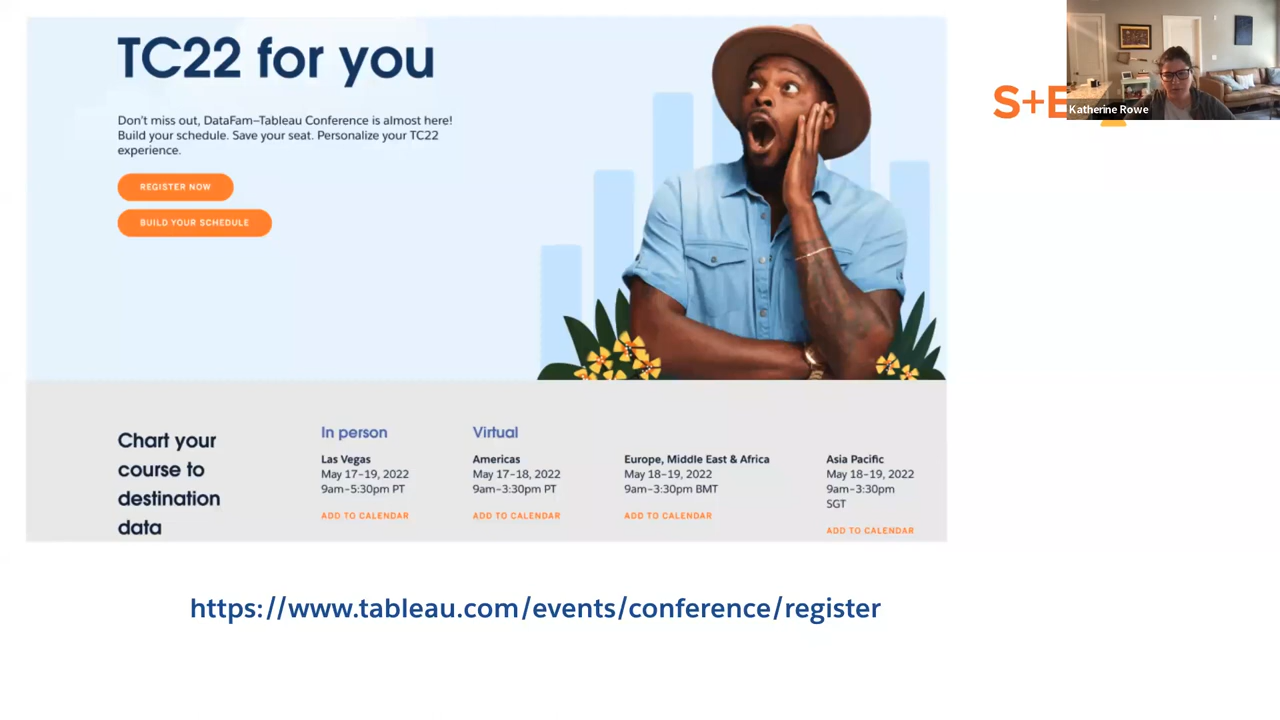 TC22 for you
Don't miss out, DataFam–Tableau Conference is almost here!
Build your schedule. Save your seat. Personalize your TC22
experience.
REGISTER NOW
BUILD YOUR SCHEDULE
S+E
Katherine Rowe
Chart your
course to
destination
data
In person
Las Vegas
May 17–19, 2022
9am–5:30pm PT
ADD TO CALENDAR
Virtual
Americas
May 17–18, 2022
9am–3:30pm PT
ADD TO CALENDAR
Europe, Middle East & Africa
May 18–19, 2022
9am–3:30pm BMT
ADD TO CALENDAR
Asia Pacific
May 18–19, 2022
9am–3:30pm
SGT
ADD TO CALENDAR
https://www.tableau.com/events/conference/register